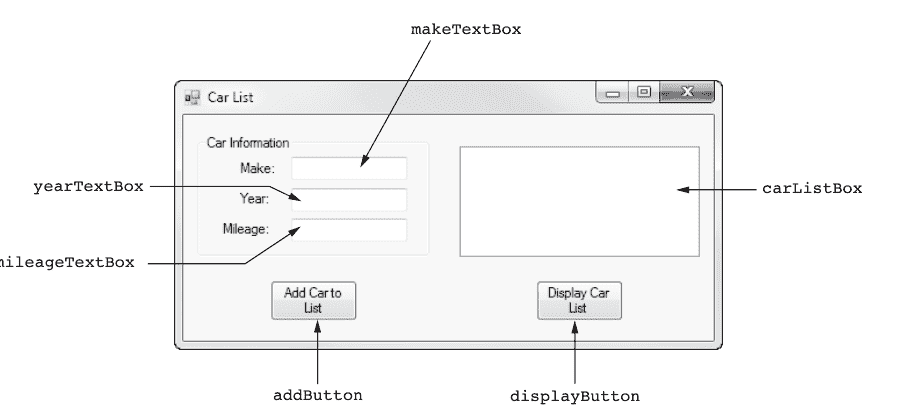 makeTextBox
Car List
Car Information
Make:
yearTextBox
Year:
carListBox
Mileage:
mileageTextBox
Add Car to
List
Display Car
List
addButton
displayButton